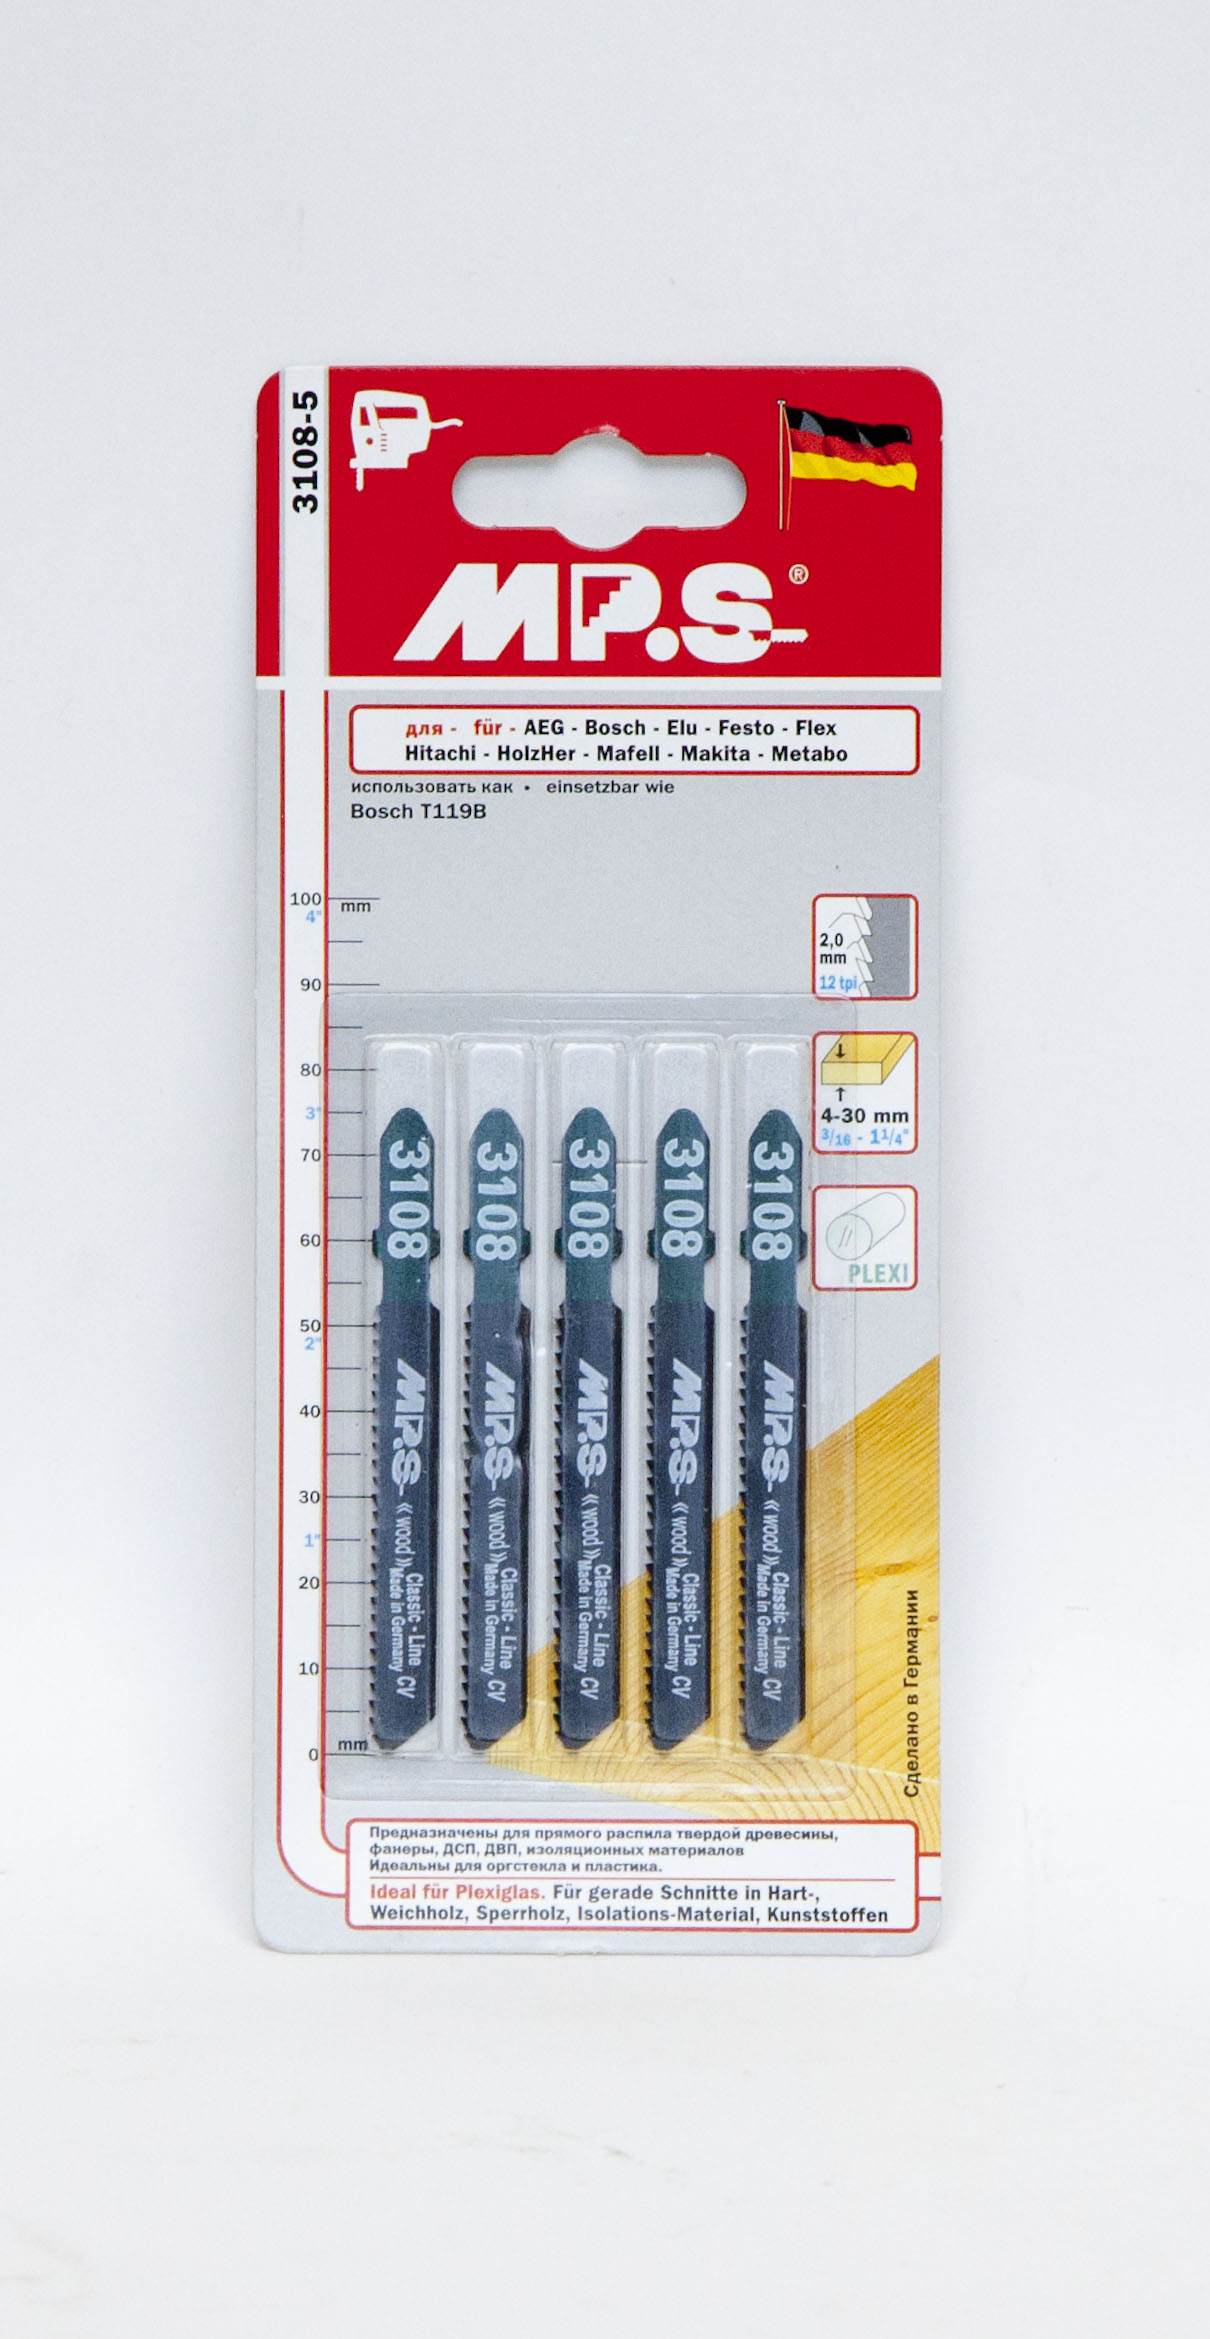 3108-5
MP.S®
для - für - AEG - Bosch - Elu - Festo - Flex
Hitachi - HolzHer - Mafell - Makita - Metabo
использовать как • einsetzbar wie
Bosch T119B
100 mm
4"
90
80
3"
70
60
50
2"
40
30
1"
20
10
0 mm
2,0
mm
12 tpi
4-30 mm
3/16 - 1 1/4"
PLEXI
3108
MP.S «wood» Classic - Line
Made in Germany CV
3108
MP.S «wood» Classic - Line
Made in Germany CV
3108
MP.S «wood» Classic - Line
Made in Germany CV
3108
MP.S «wood» Classic - Line
Made in Germany CV
3108
MP.S «wood» Classic - Line
Made in Germany CV
Сделано в Германии
Предназначены для прямого распила твердой древесины,
фанеры, ДСП, ДВП, изоляционных материалов
Идеальны для оргстекла и пластика.
Ideal für Plexiglas. Für gerade Schnitte in Hart-,
Weichholz, Sperrholz, Isolations-Material, Kunststoffen